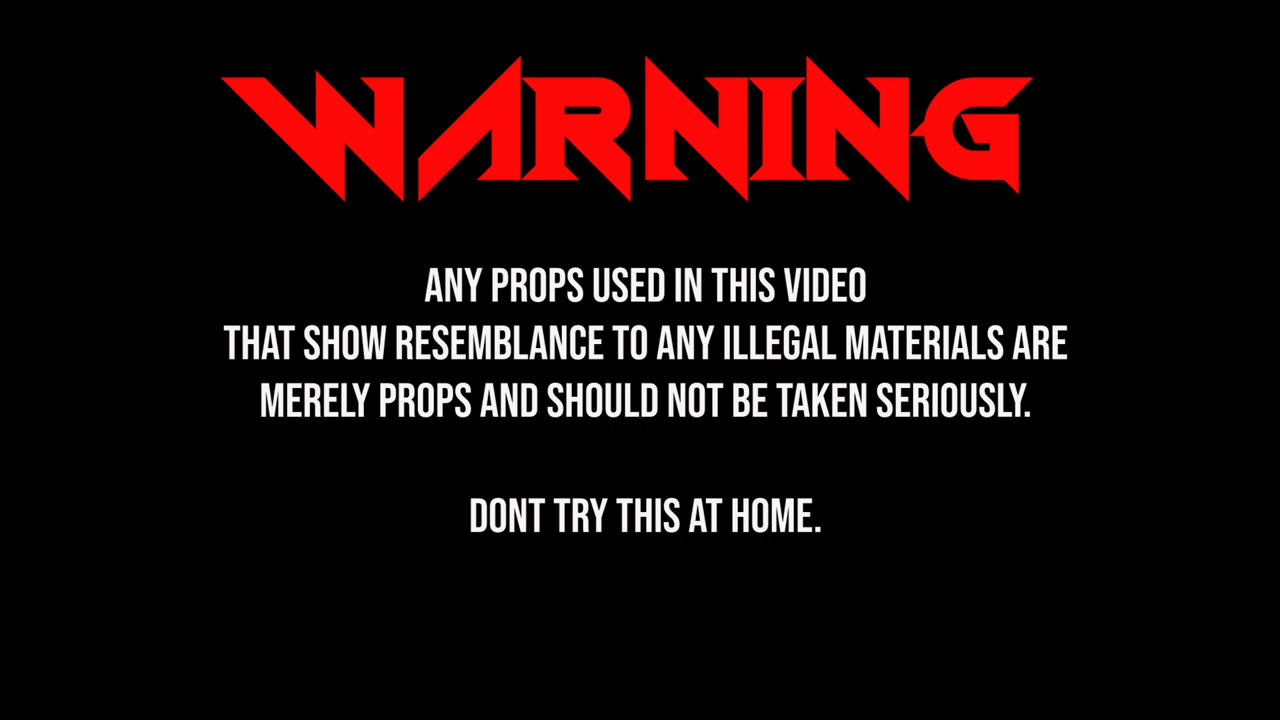 WARNING
ANY PROPS USED IN THIS VIDEO
THAT SHOW RESEMBLANCE TO ANY ILLEGAL MATERIALS ARE
MERELY PROPS AND SHOULD NOT BE TAKEN SERIOUSLY.
DONT TRY THIS AT HOME.